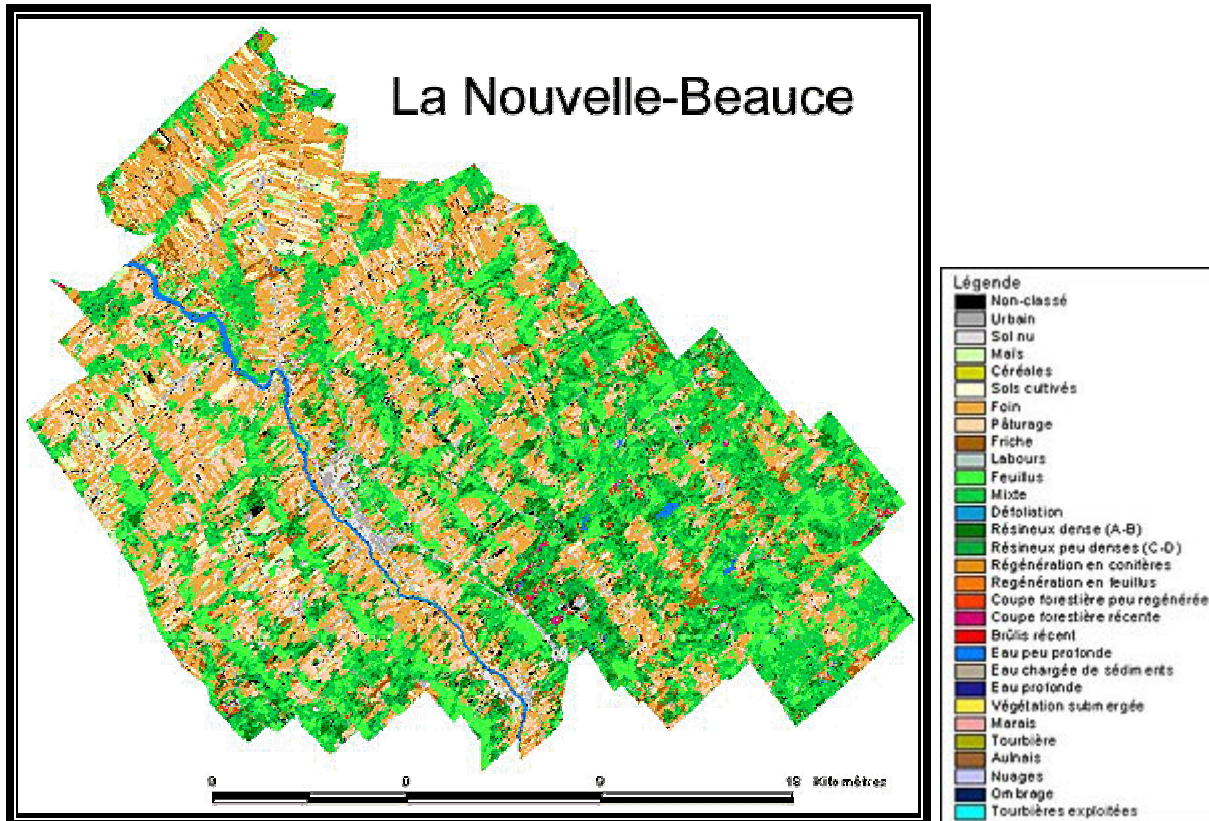 La Nouvelle-Beauce
Légende
Non-classé
Urbain
Sol nu
Maïs
Céréales
Sols cultivés
Foin
Pâturage
Friche
Labours
Feuillus
Mixte
Défoliation
Résineux dense (A-B)
Résineux peu denses (C-D)
Régénération en conifères
Regénération en feuillus
Coupe forestière peu regénérée
Coupe forestière récente
Brûlis récent
Eau peu profonde
Eau chargée de sédiments
Eau profonde
Végétation submergée
Marais
Tourbière
Aulnais
Nuages
Ombrage
Tourbières exploitées
Kilomètres